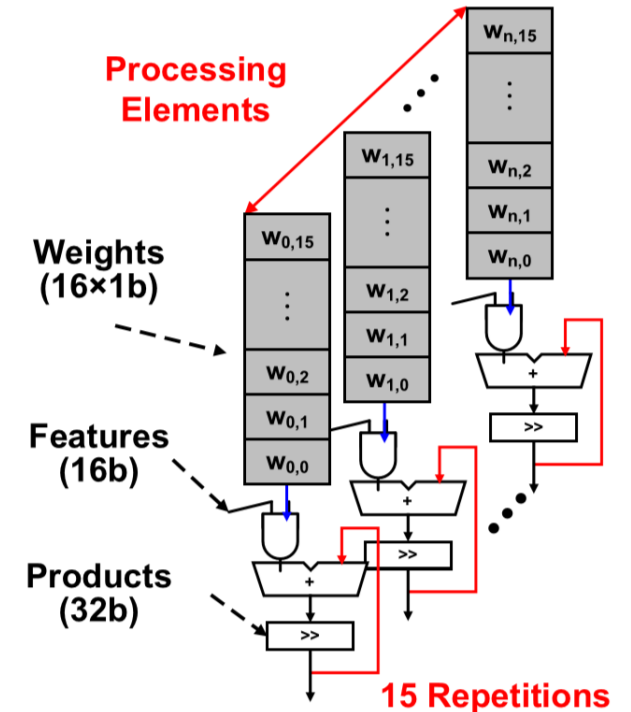 Processing
Elements
Weights
(16×1b)
Features
(16b)
Products
(32b)
w0,15
⋮
w0,2
w0,1
w0,0
+
>>
w1,15
⋮
w1,2
w1,1
w1,0
+
>>
wn,15
⋮
wn,2
wn,1
wn,0
+
>>
15 Repetitions